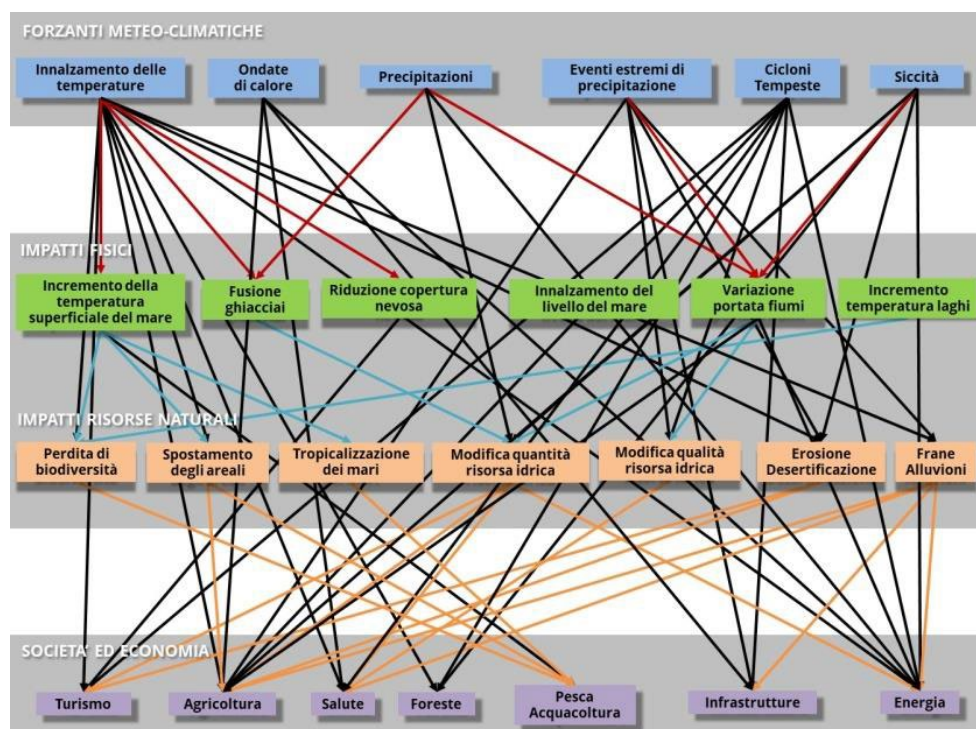 FORZANTI METEO-CLIMATICHE
Innalzamento delle
temperature
Ondate
di calore
Precipitazioni
Eventi estremi di
precipitazione
Cicloni
Tempeste
Siccità
IMPATTI FISICI
Incremento della
temperatura
superficiale del mare
Fusione
ghiacciai
Riduzione copertura
nevosa
Innalzamento del
livello del mare
Variazione
portata fiumi
Incremento
temperatura laghi
IMPATTI RISORSE NATURALI
Perdita di
biodiversità
Spostamento
degli areali
Tropicalizzazione
dei mari
Modifica quantità
risorsa idrica
Modifica qualità
risorsa idrica
Erosione
Desertificazione
Frane
Alluvioni
SOCIETA' ED ECONOMIA
Turismo
Agricoltura
Salute
Foreste
Pesca
Acquacoltura
Infrastrutture
Energia